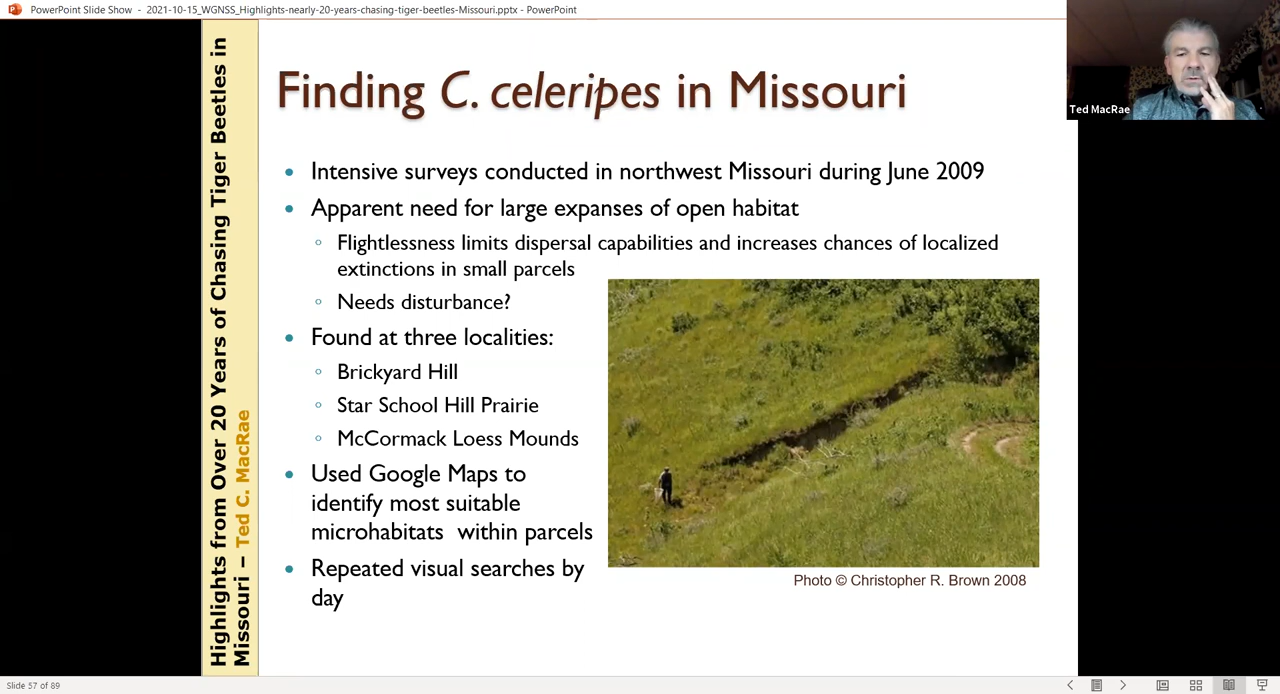 PowerPoint Slide Show - 2021-10-15_WGNSS_Highlights-nearly-20-years-chasing-tiger-beetles-Missouri.pptx - PowerPoint
Ted MacRae
Highlights from Over 20 Years of Chasing Tiger Beetles in
Missouri – Ted C. MacRae
Finding C. celeripes in Missouri
• Intensive surveys conducted in northwest Missouri during June 2009
• Apparent need for large expanses of open habitat
◦ Flightlessness limits dispersal capabilities and increases chances of localized
extinctions in small parcels
◦ Needs disturbance?
• Found at three localities:
◦ Brickyard Hill
◦ Star School Hill Prairie
◦ McCormack Loess Mounds
• Used Google Maps to
identify most suitable
microhabitats within parcels
• Repeated visual searches by
day
Photo © Christopher R. Brown 2008
Slide 57 of 89